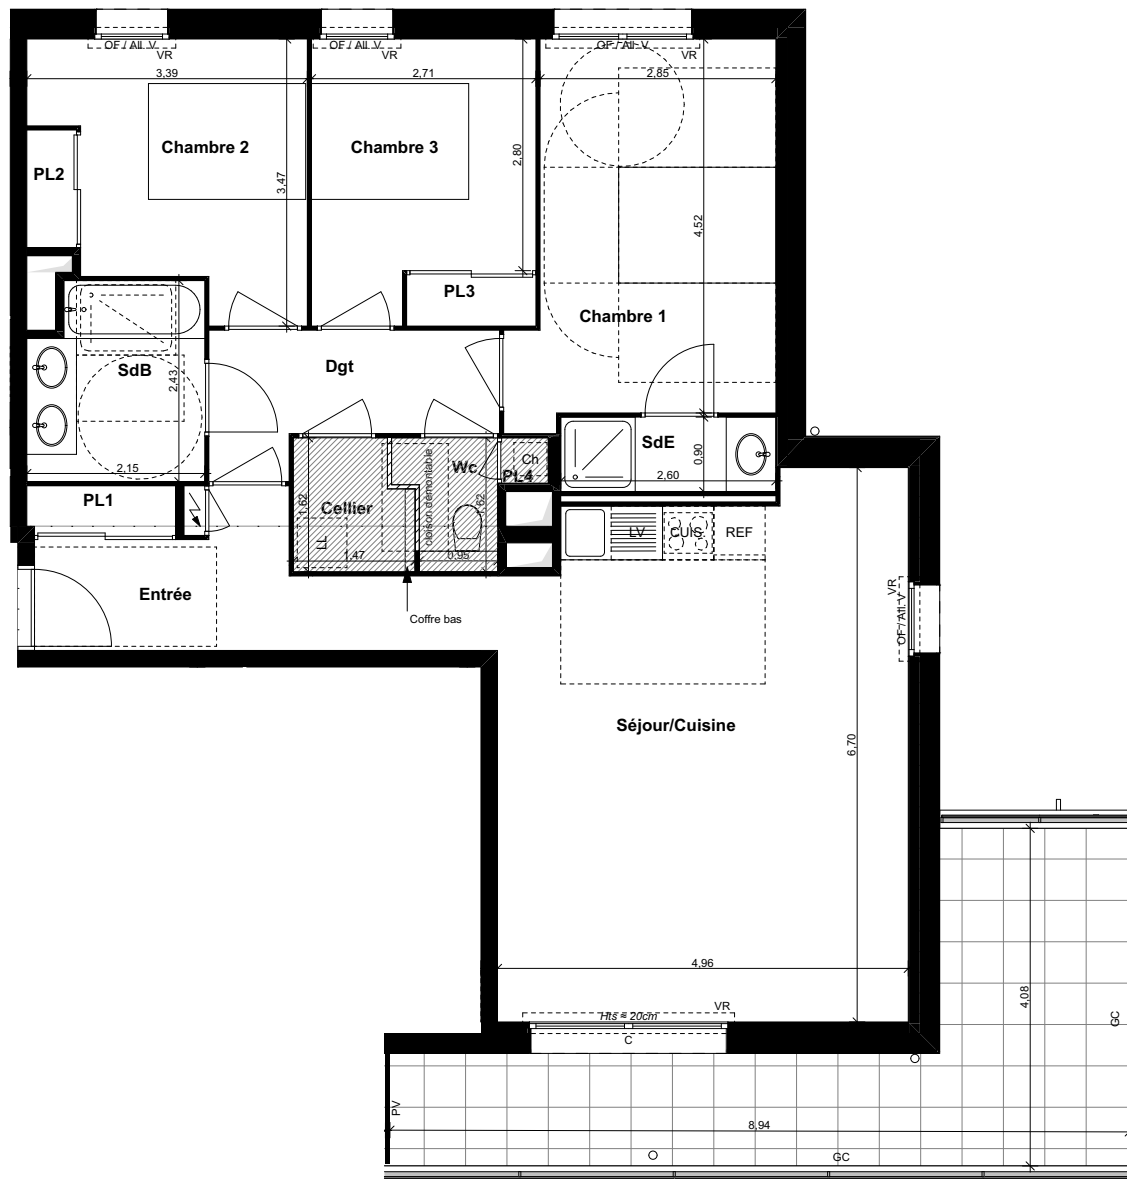 OF / All. V
VR
OF / All. V
VR
OF / All. V
VR
3,39
2,71
2,85
Chambre 2
Chambre 3
2,80
PL2
3,47
4,52
PL3
Chambre 1
Dgt
SdB
2,43
SdE
0,90
2,15
2,60
Ch
Wc
PL4
cloison démontable
PL1
1,62
Cellier
1,62
LL
1,47
0,95
LV
CUIS.
REF
Entrée
Coffre bas
VR
OF / All. V
Séjour/Cuisine
6,70
4,96
VR
Hts ≈ 20cm
C
4,08
GC
PV
8,94
GC